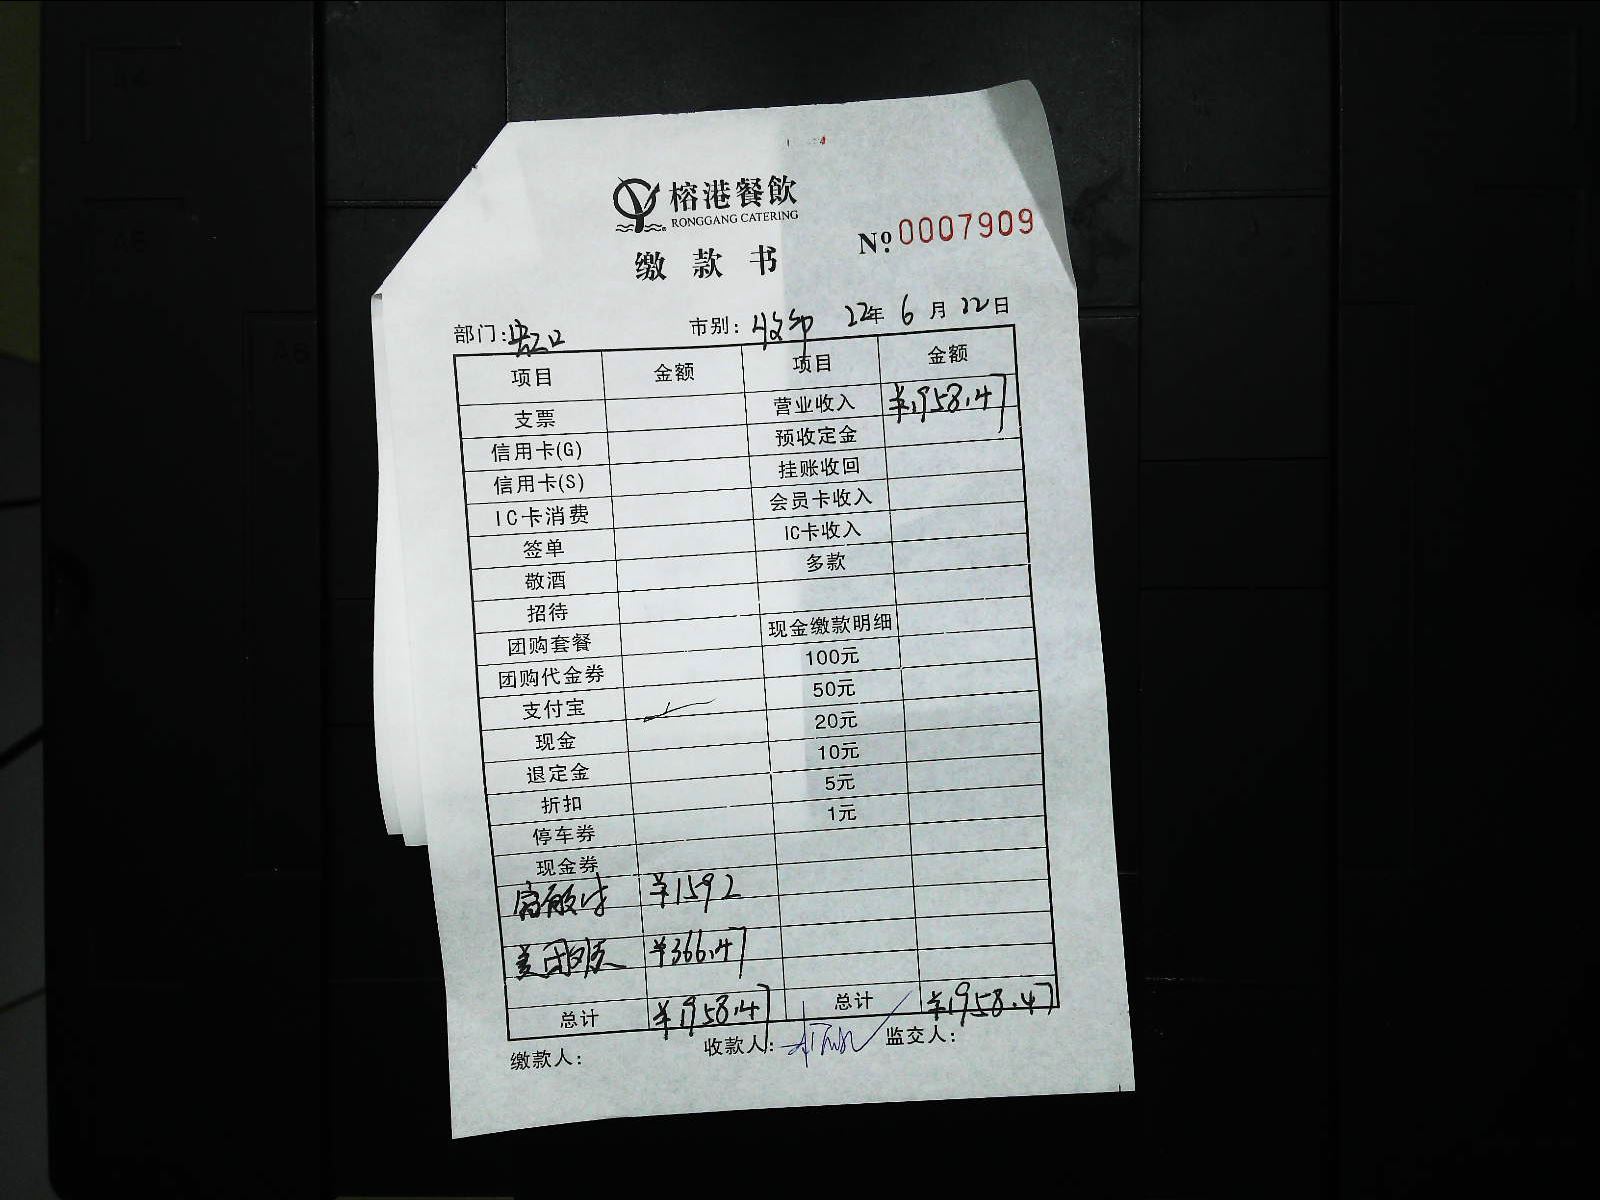 榕港餐飲
RONGGANG CATERING
缴款书
№ 0007909
部门: 市别: 22年 6月 22日
项目 金额 项目 金额
支票 营业收入 ¥1958.47
信用卡(G) 预收定金
信用卡(S) 挂账收回
IC卡消费 会员卡收入
签单 IC卡收入
敬酒 多款
招待
团购套餐 现金缴款明细
团购代金券 100元
支付宝 50元
现金 20元
退定金 10元
折扣 5元
停车券 1元
现金券
¥1592
美团 ¥366.47
总计 ¥1958.47 总计 ¥1958.47
缴款人: 收款人: 监交人: